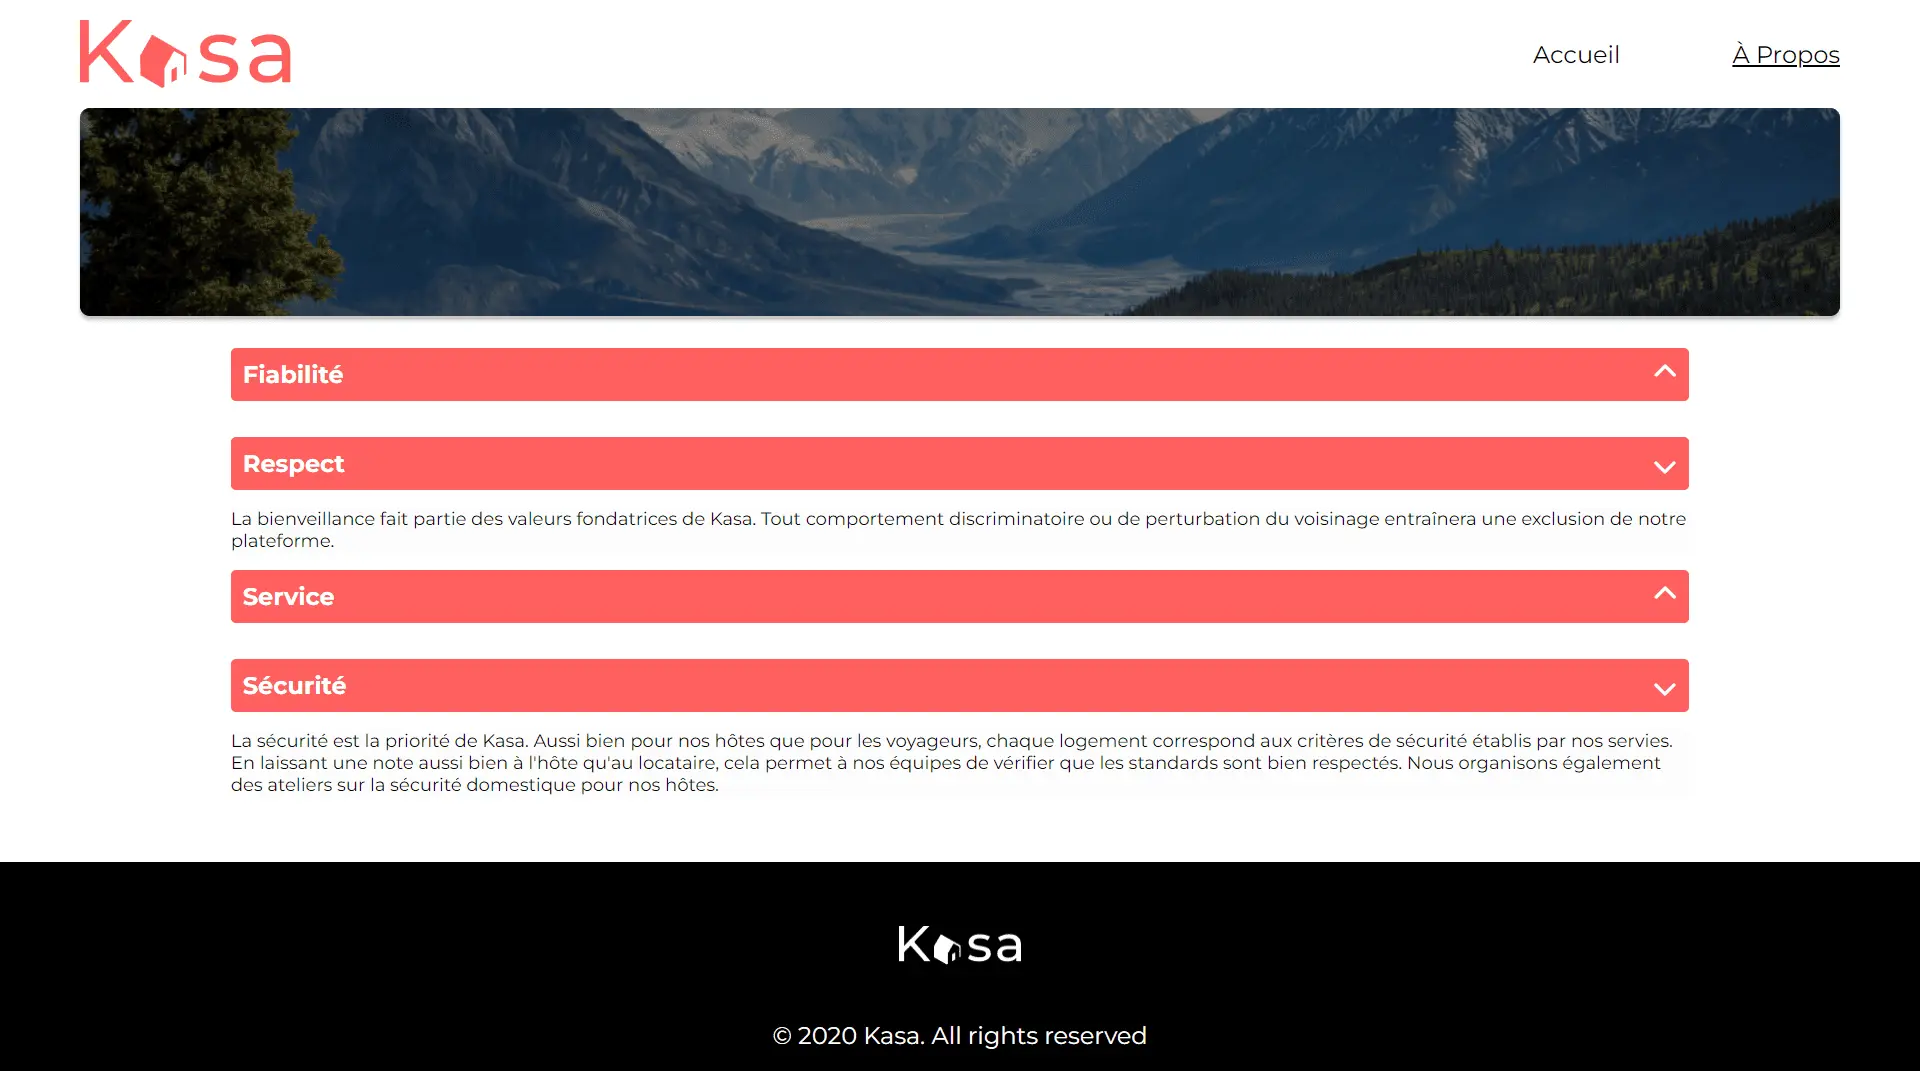 Kasa
Accueil
À Propos
Fiabilité
Respect
La bienveillance fait partie des valeurs fondatrices de Kasa. Tout comportement discriminatoire ou de perturbation du voisinage entraînera une exclusion de notre
plateforme.
Service
Sécurité
La sécurité est la priorité de Kasa. Aussi bien pour nos hôtes que pour les voyageurs, chaque logement correspond aux critères de sécurité établis par nos servies.
En laissant une note aussi bien à l'hôte qu'au locataire, cela permet à nos équipes de vérifier que les standards sont bien respectés. Nous organisons également
des ateliers sur la sécurité domestique pour nos hôtes.
Kasa
© 2020 Kasa. All rights reserved